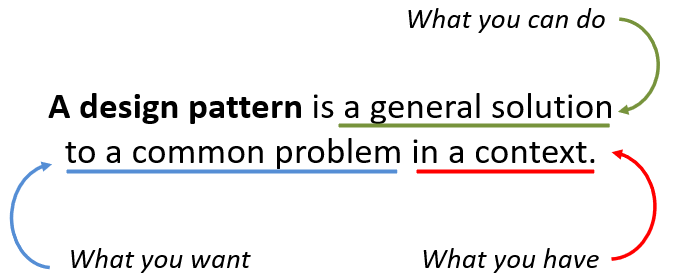 What you can do
A design pattern is a general solution
to a common problem in a context.
What you want
What you have